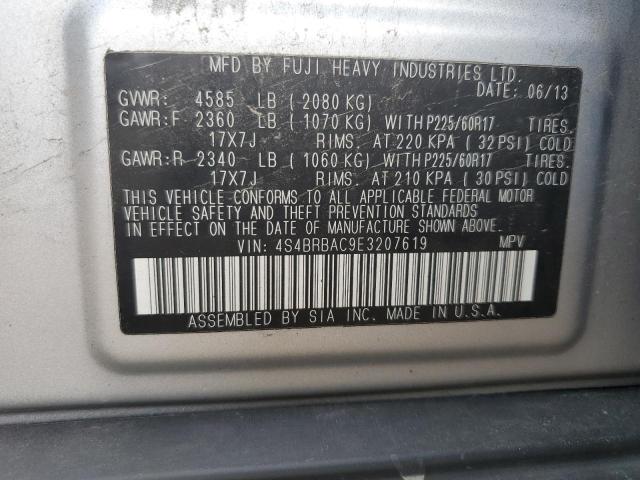 MFD BY FUJI HEAVY INDUSTRIES LTD.
DATE: 06/13
GVWR: 4585 LB (2080 KG)
GAWR:F 2360 LB (1070 KG) WITH P225/60R17 TIRES.
17X7J RIMS. AT 220 KPA (32 PSI) COLD
GAWR:R 2340 LB (1060 KG) WITH P225/60R17 TIRES.
17X7J RIMS. AT 210 KPA (30 PSI) COLD
THIS VEHICLE CONFORMS TO ALL APPLICABLE FEDERAL MOTOR
VEHICLE SAFETY AND THEFT PREVENTION STANDARDS
IN EFFECT ON THE DATE OF MANUFACTURE SHOWN ABOVE.
VIN: 4S4BRBAC9E3207619 MPV
ASSEMBLED BY SIA INC. MADE IN U.S.A.